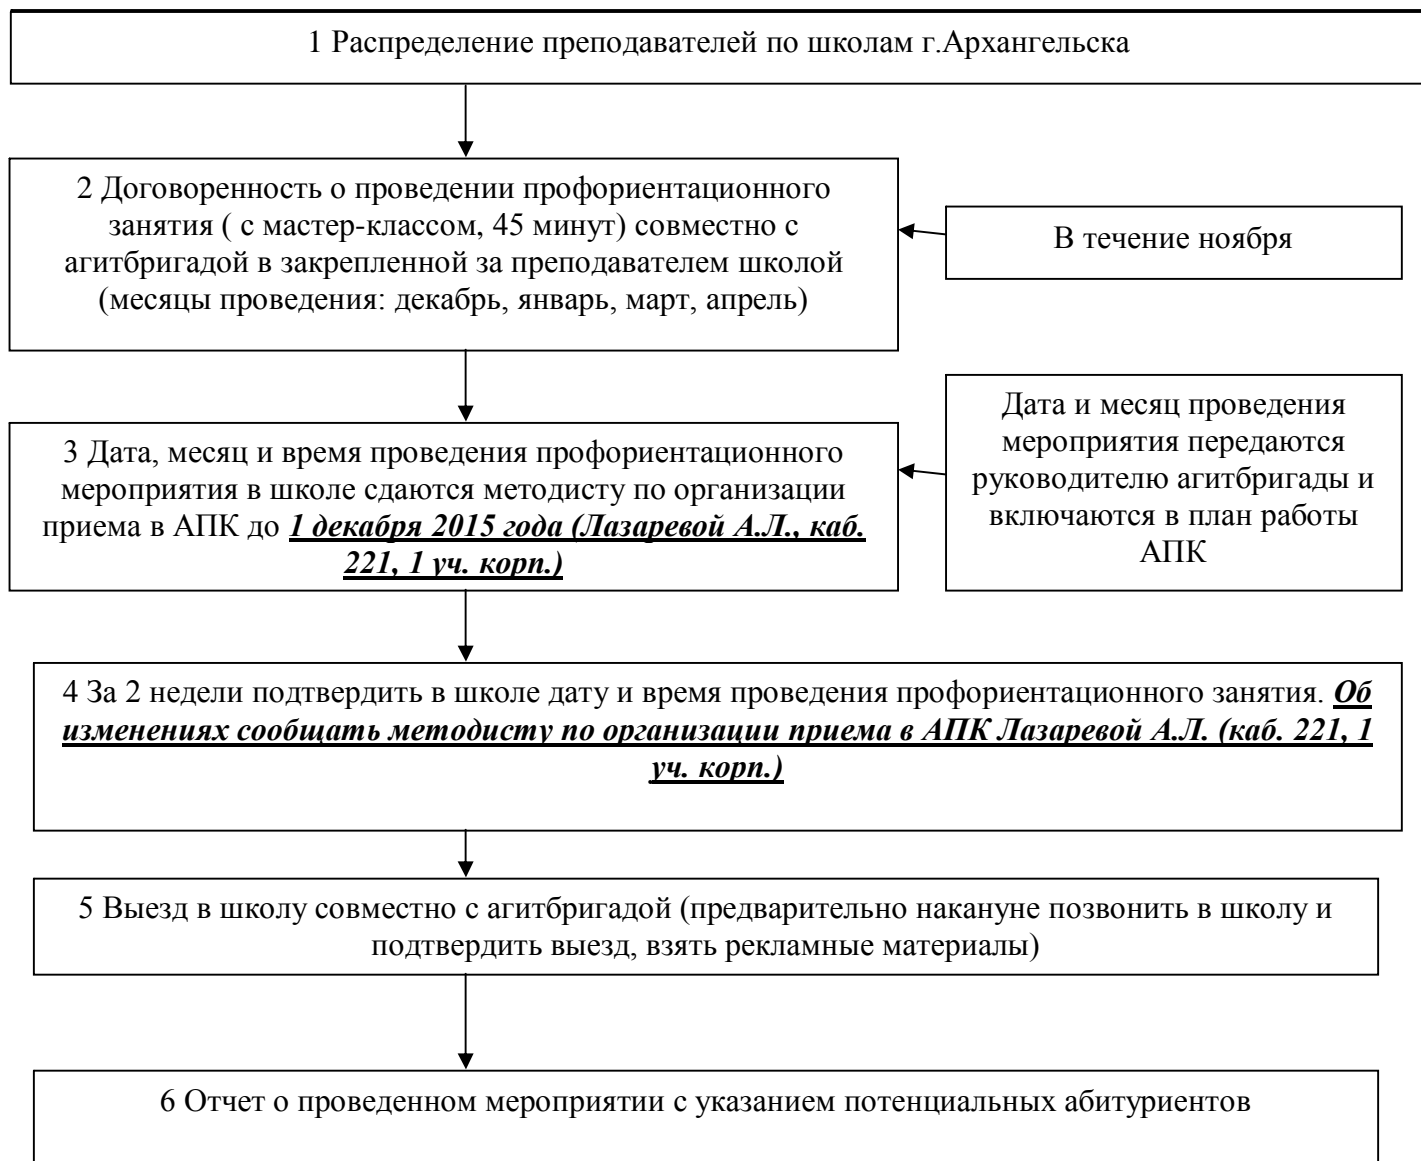 1 Распределение преподавателей по школам г.Архангельска
2 Договоренность о проведении профориентационного
занятия ( с мастер-классом, 45 минут) совместно с
агитбригадой в закрепленной за преподавателем школой
(месяцы проведения: декабрь, январь, март, апрель)
В течение ноября
3 Дата, месяц и время проведения профориентационного
мероприятия в школе сдаются методисту по организации
приема в АПК до 1 декабря 2015 года (Лазаревой А.Л., каб.
221, 1 уч. корп.)
Дата и месяц проведения
мероприятия передаются
руководителю агитбригады и
включаются в план работы
АПК
4 За 2 недели подтвердить в школе дату и время проведения профориентационного занятия. Об
изменениях сообщать методисту по организации приема в АПК Лазаревой А.Л. (каб. 221, 1
уч. корп.)
5 Выезд в школу совместно с агитбригадой (предварительно накануне позвонить в школу и
подтвердить выезд, взять рекламные материалы)
6 Отчет о проведенном мероприятии с указанием потенциальных абитуриентов